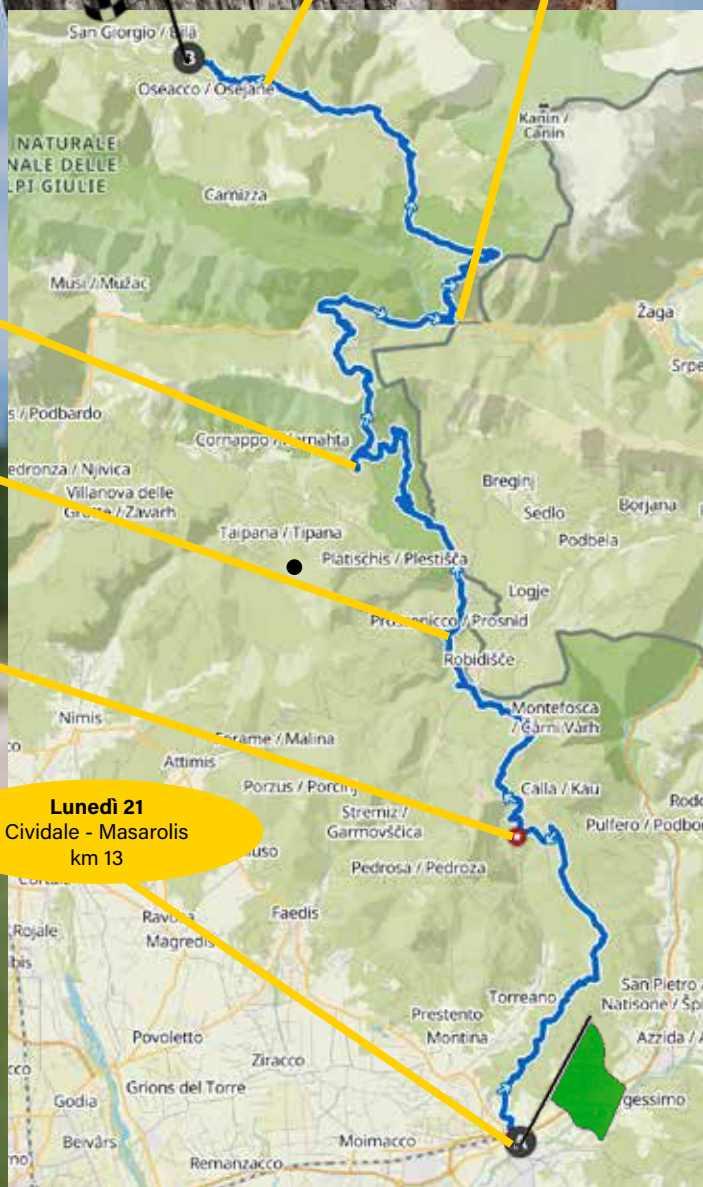 San Giorgio /
Oseacco / Osejane
Kanin /
Canin
NATURALE
NALE DELLE
LPI GIULIE
Carnizza
Musi / Mužac
Žaga
Srpe
s / Podbardo
Cornappo /
edronza / Njivica
Villanova delle
Grotte / Zavarh
Breginj
Sedlo
Borjana
Podbela
Taipana / Tipana
Platischis / Plestišča
Logje
Prossenicco / Prosnid
Robidišče
Montefosca
/ Čarni Varh
Nimis
Forame / Malina
Attimis
Porzus / Porčinj
Calla / Kau
Stremiz /
Garmovščica
Pulfero / Podbo
Pedrosa / Pedroza
Lunedì 21
Cividale - Masarolis
km 13
Faedis
Ravosa
Magredis
Rojale
San Pietro
Natisone / Špi
Torreano
Prestento
Montina
Azzida / A
Povoletto
Ziracco
Grions del Torre
Godia
gessimo
Beivârs
Moimacco
Remanzacco